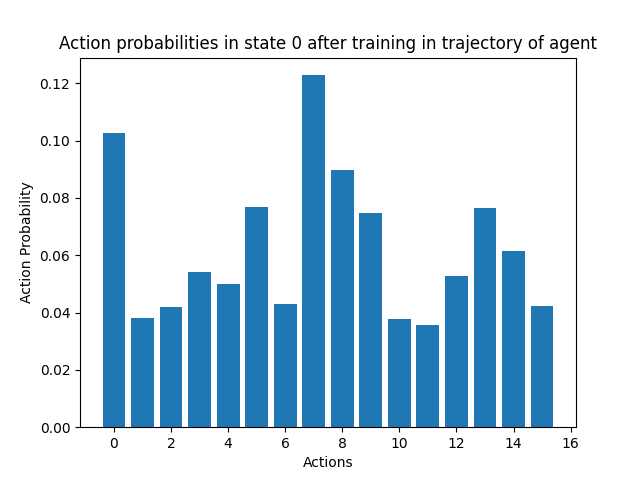 Action probabilities in state 0 after training in trajectory of agent
0.12
0.10
0.08
0.06
0.04
0.02
0.00
Action Probability
0 2 4 6 8 10 12 14 16
Actions